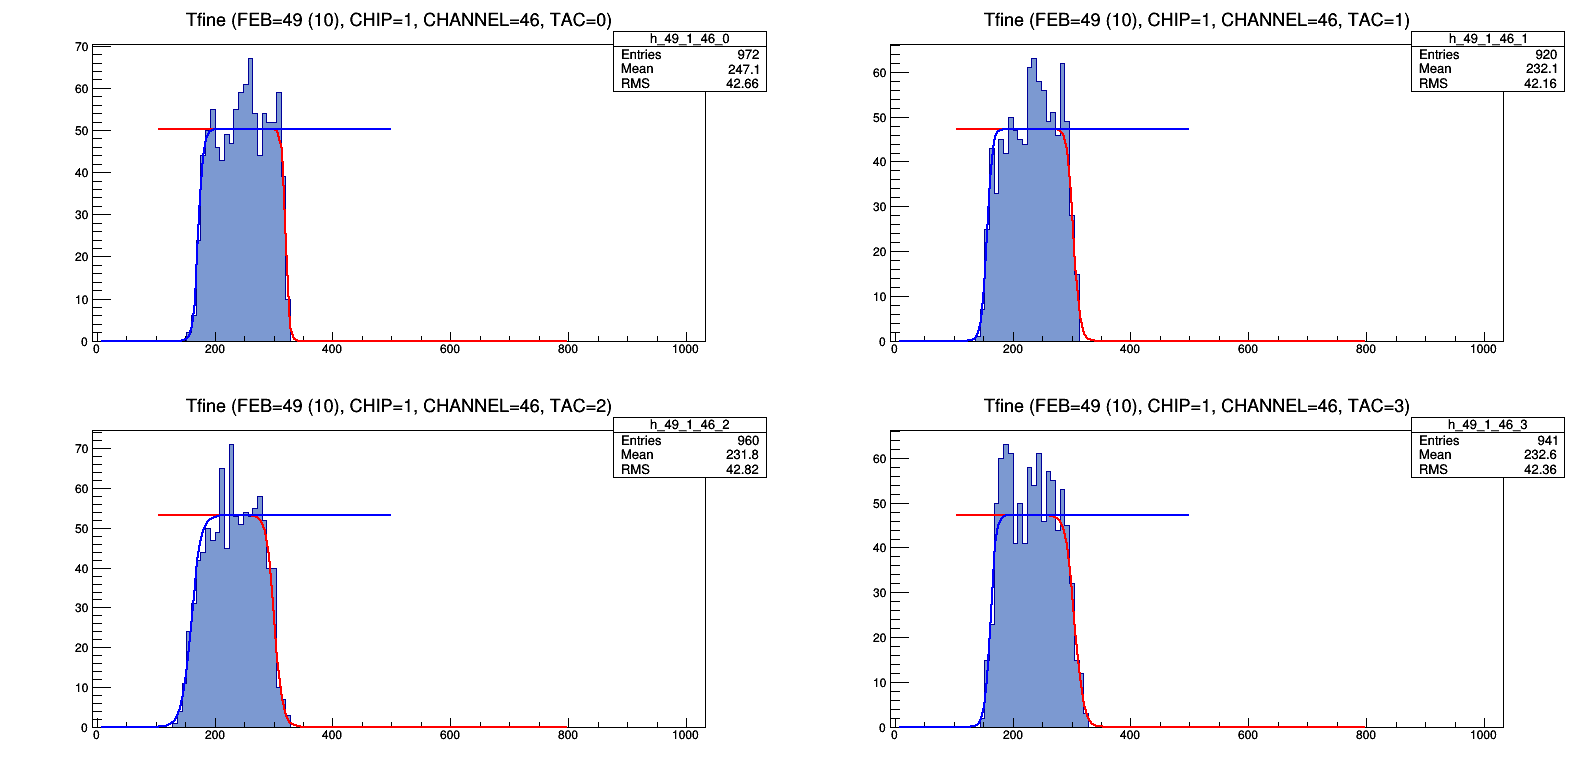 Tfine (FEB=49 (10), CHIP=1, CHANNEL=46, TAC=0)
h_49_1_46_0
Entries 972
Mean 247.1
RMS 42.66
70
60
50
40
30
20
10
0
0 200 400 600 800 1000
Tfine (FEB=49 (10), CHIP=1, CHANNEL=46, TAC=1)
h_49_1_46_1
Entries 920
Mean 232.1
RMS 42.16
60
50
40
30
20
10
0
0 200 400 600 800 1000
Tfine (FEB=49 (10), CHIP=1, CHANNEL=46, TAC=2)
h_49_1_46_2
Entries 960
Mean 231.8
RMS 42.82
70
60
50
40
30
20
10
0
0 200 400 600 800 1000
Tfine (FEB=49 (10), CHIP=1, CHANNEL=46, TAC=3)
h_49_1_46_3
Entries 941
Mean 232.6
RMS 42.36
60
50
40
30
20
10
0
0 200 400 600 800 1000